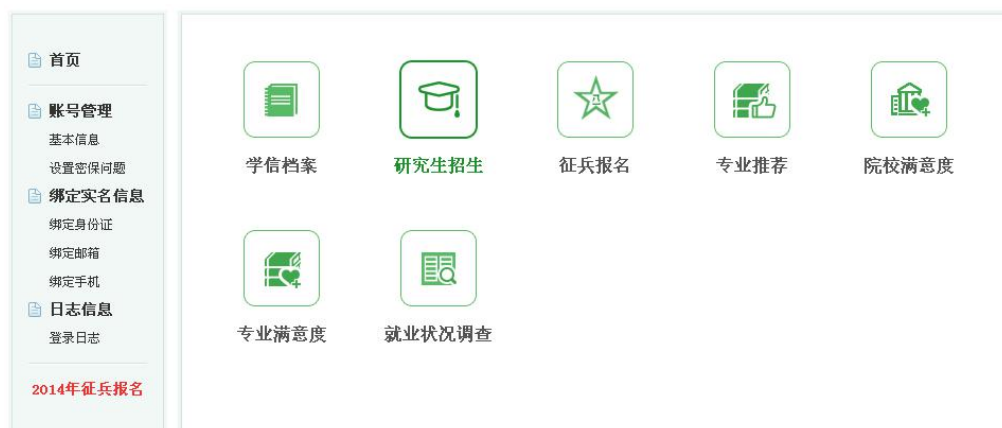 首页
账号管理
基本信息
设置密保问题
绑定实名信息
绑定身份证
绑定邮箱
绑定手机
日志信息
登录日志
2014年征兵报名
学信档案
研究生招生
征兵报名
专业推荐
院校满意度
专业满意度
就业状况调查